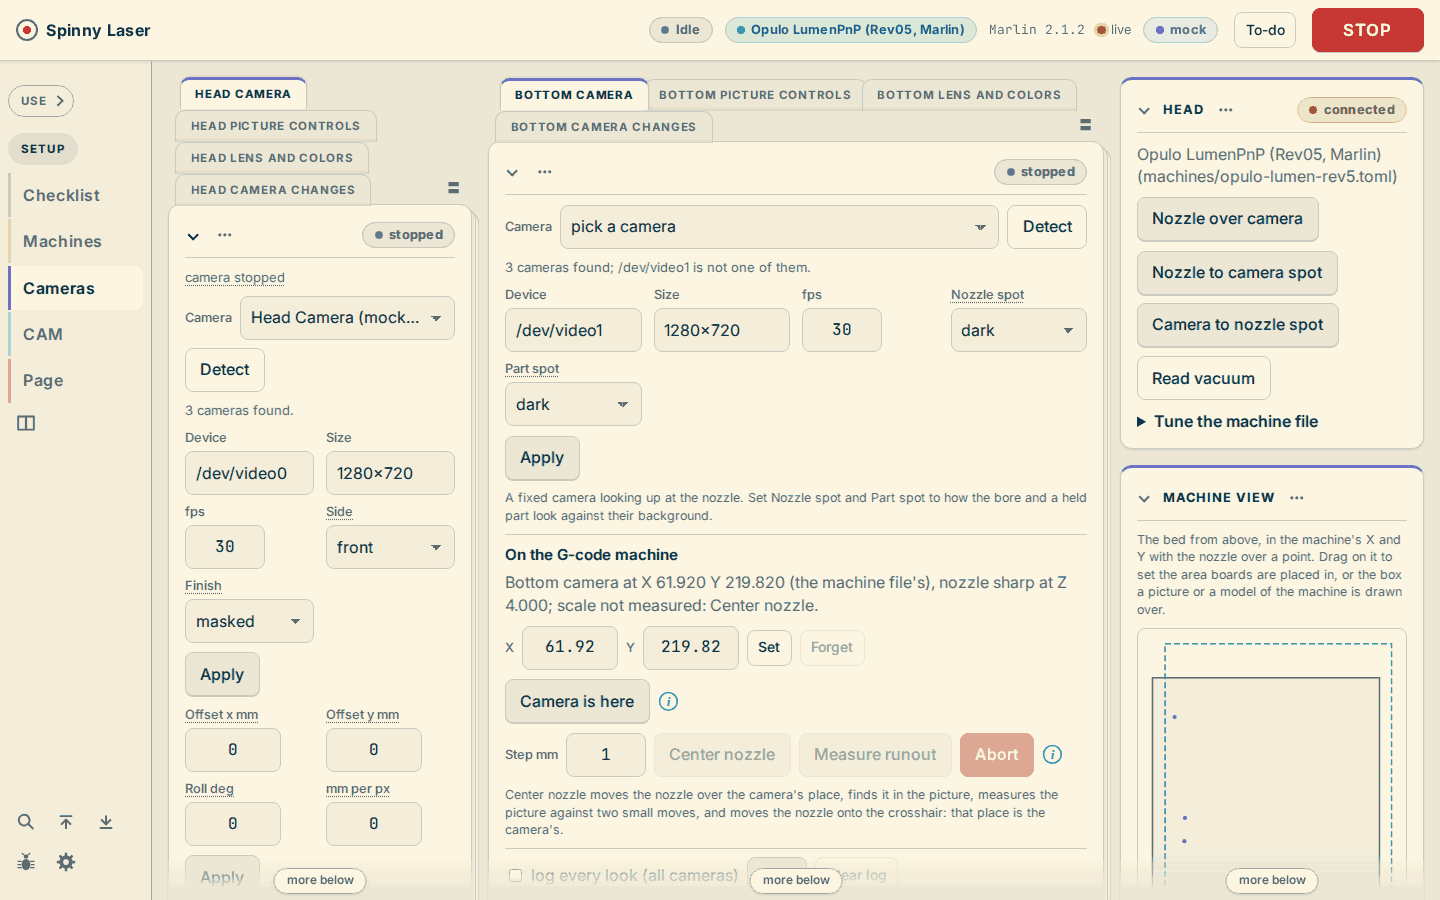 Spinny Laser
Idle
Opulo LumenPnP (Rev05, Marlin)
Marlin 2.1.2
live
mock
To-do
STOP
USE
SETUP
Checklist
Machines
Cameras
CAM
Page
HEAD CAMERA
HEAD PICTURE CONTROLS
HEAD LENS AND COLORS
HEAD CAMERA CHANGES
stopped
camera stopped
Camera
Head Camera (mock...
Detect
3 cameras found.
Device
Size
/dev/video0
1280×720
fps
Side
30
front
Finish
masked
Apply
Offset x mm
Offset y mm
0
0
Roll deg
mm per px
0
0
Apply
more below
BOTTOM CAMERA
BOTTOM PICTURE CONTROLS
BOTTOM LENS AND COLORS
BOTTOM CAMERA CHANGES
stopped
Camera
pick a camera
Detect
3 cameras found; /dev/video1 is not one of them.
Device
Size
fps
Nozzle spot
/dev/video1
1280×720
30
dark
Part spot
dark
Apply
A fixed camera looking up at the nozzle. Set Nozzle spot and Part spot to how the bore and a held
part look against their background.
On the G-code machine
Bottom camera at X 61.920 Y 219.820 (the machine file's), nozzle sharp at Z
4.000; scale not measured: Center nozzle.
X
61.92
Y
219.82
Set
Forget
Camera is here
Step mm
1
Center nozzle
Measure runout
Abort
Center nozzle moves the nozzle over the camera's place, finds it in the picture, measures the
picture against two small moves, and moves the nozzle onto the crosshair: that place is the
camera's.
log every look (all cameras)
log
more below
HEAD
connected
Opulo LumenPnP (Rev05, Marlin)
(machines/opulo-lumen-rev5.toml)
Nozzle over camera
Nozzle to camera spot
Camera to nozzle spot
Read vacuum
Tune the machine file
MACHINE VIEW
The bed from above, in the machine's X and
Y with the nozzle over a point. Drag on it to
set the area boards are placed in, or the box
a picture or a model of the machine is drawn
over.
more below